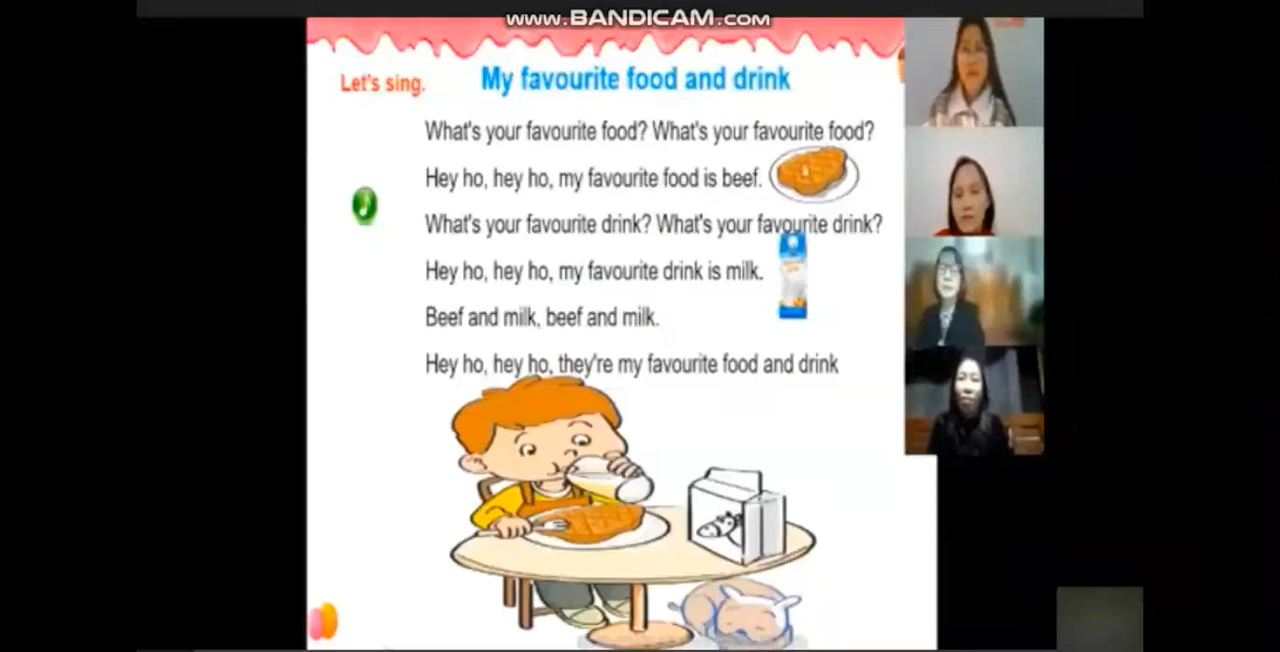 www.BANDICAM.com
Let's sing.
My favourite food and drink
What's your favourite food? What's your favourite food?
Hey ho, hey ho, my favourite food is beef.
What's your favourite drink? What's your favourite drink?
Hey ho, hey ho, my favourite drink is milk.
Beef and milk, beef and milk.
Hey ho, hey ho, they're my favourite food and drink